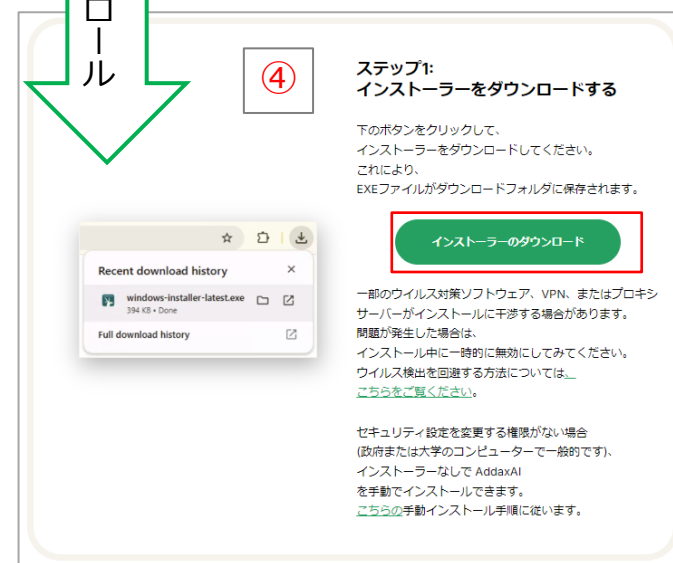 ロール
④
ステップ1:
インストーラーをダウンロードする
下のボタンをクリックして、
インストーラーをダウンロードしてください。
これにより、
EXEファイルがダウンロードフォルダに保存されます。
インストーラーのダウンロード
Recent download history
windows-installer-latest.exe
394 KB • Done
Full download history
一部のウイルス対策ソフトウェア、VPN、またはプロキシ
サーバーがインストールに干渉する場合があります。
問題が発生した場合は、
インストール中に一時的に無効にしてみてください。
ウイルス検出を回避する方法については、
こちらをご覧ください。
セキュリティ設定を変更する権限がない場合
(政府または大学のコンピューターで一般的です)、
インストーラーなしで AddaxAI
を手動でインストールできます。
こちらの手動インストール手順に従います。